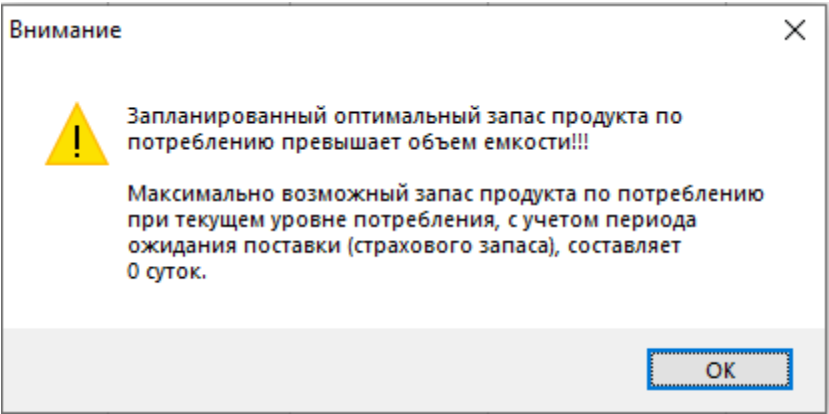 Внимание
Запланированный оптимальный запас продукта по
потреблению превышает объем емкости!!!
Максимально возможный запас продукта по потреблению
при текущем уровне потребления, с учетом периода
ожидания поставки (страхового запаса), составляет
0 суток.
ОК